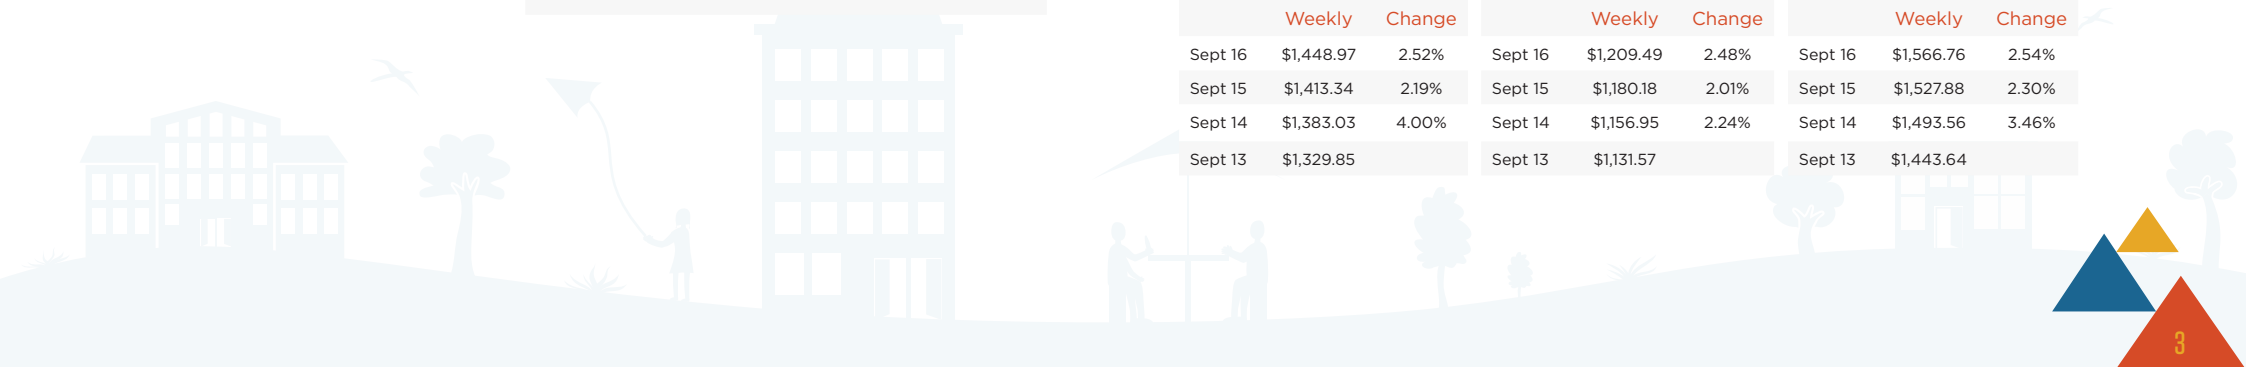 Weekly Change Weekly Change Weekly Change
Sept 16 $1,448.97 2.52% Sept 16 $1,209.49 2.48% Sept 16 $1,566.76 2.54%
Sept 15 $1,413.34 2.19% Sept 15 $1,180.18 2.01% Sept 15 $1,527.88 2.30%
Sept 14 $1,383.03 4.00% Sept 14 $1,156.95 2.24% Sept 14 $1,493.56 3.46%
Sept 13 $1,329.85 Sept 13 $1,131.57 Sept 13 $1,443.64
3